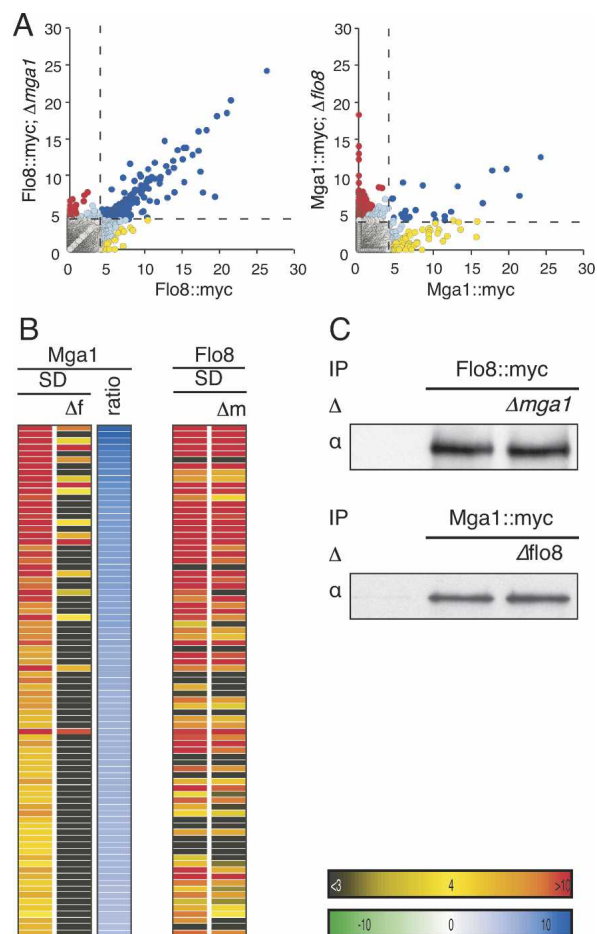 A
30
25
20
15
10
5
0
Flo8::myc; Δmga1
0 5 10 15 20 25 30
Flo8::myc
30
25
20
15
10
5
0
Mga1::myc; Δflo8
0 5 10 15 20 25 30
Mga1::myc
B
Mga1
SD
Δf
ratio
Flo8
SD
Δm
C
IP Flo8::myc
Δ Δmga1
α
IP Mga1::myc
Δ Δflo8
α
<3 4 >10
-10 0 10